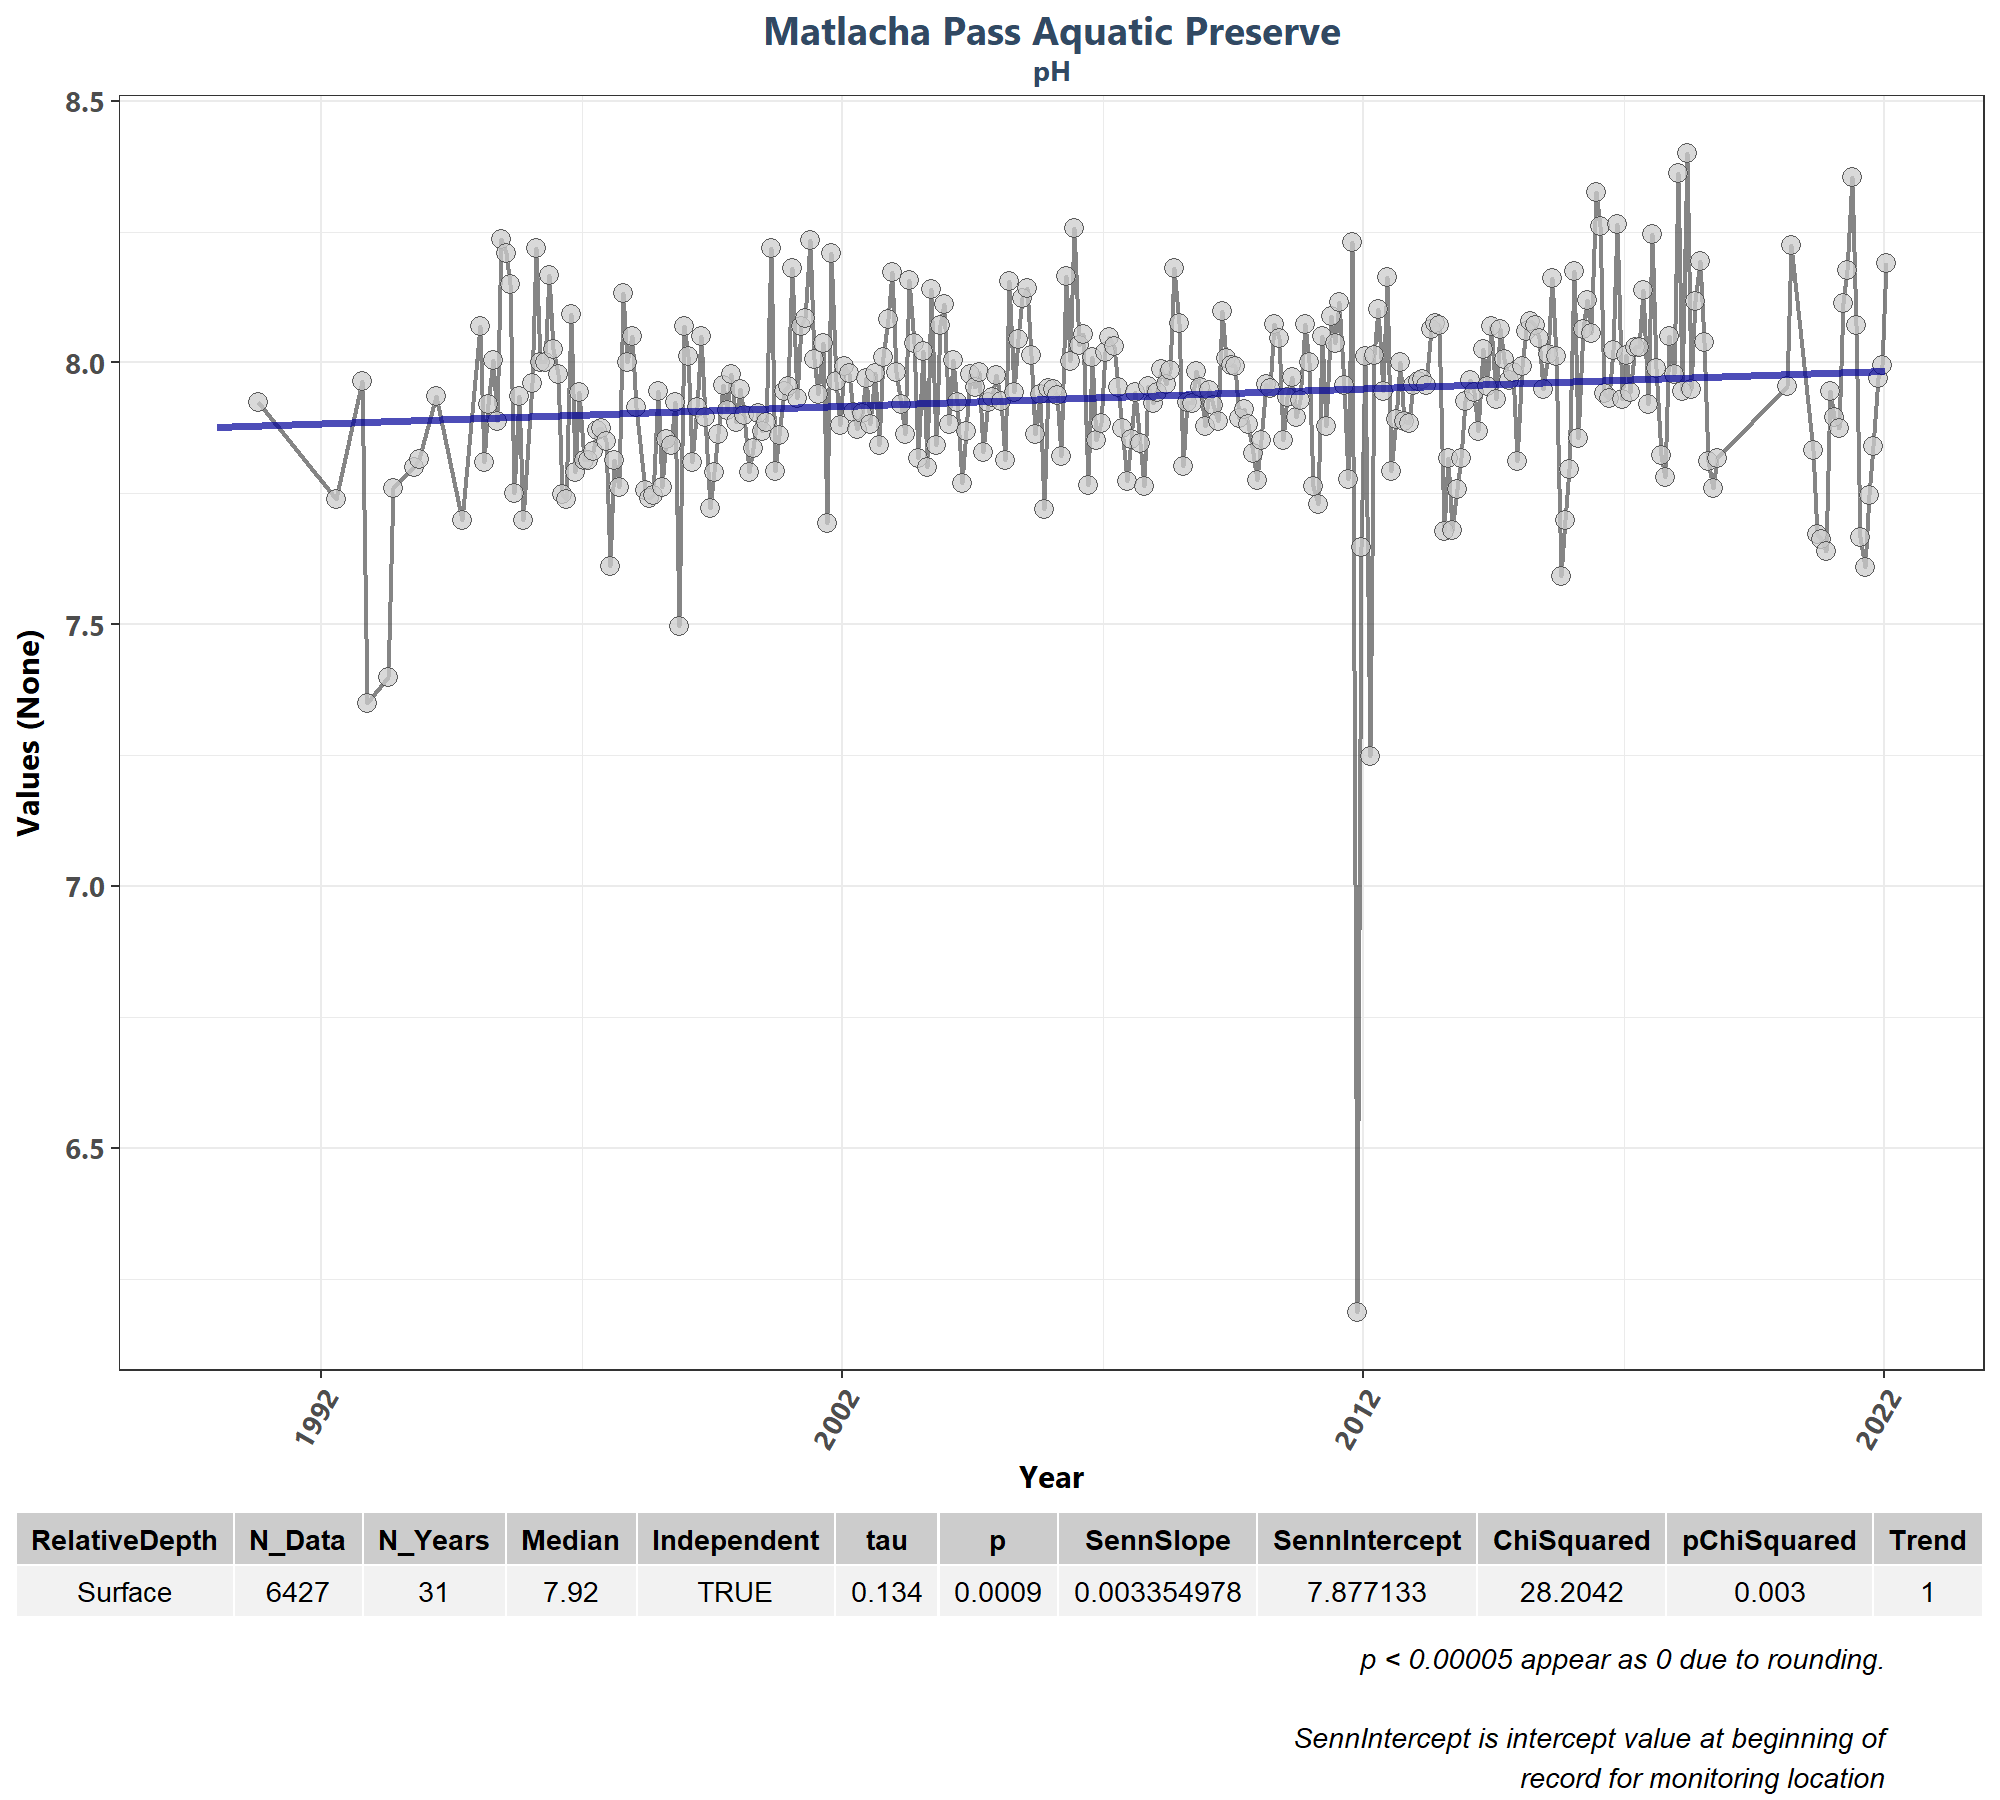 Matlacha Pass Aquatic Preserve
pH
8.5
8.0
7.5
7.0
6.5
Values (None)
1992 2002 2012 2022
Year
RelativeDepth N_Data N_Years Median Independent tau p SennSlope SennIntercept ChiSquared pChiSquared Trend
Surface 6427 31 7.92 TRUE 0.134 0.0009 0.003354978 7.877133 28.2042 0.003 1
p < 0.00005 appear as 0 due to rounding.
SennIntercept is intercept value at beginning of
record for monitoring location